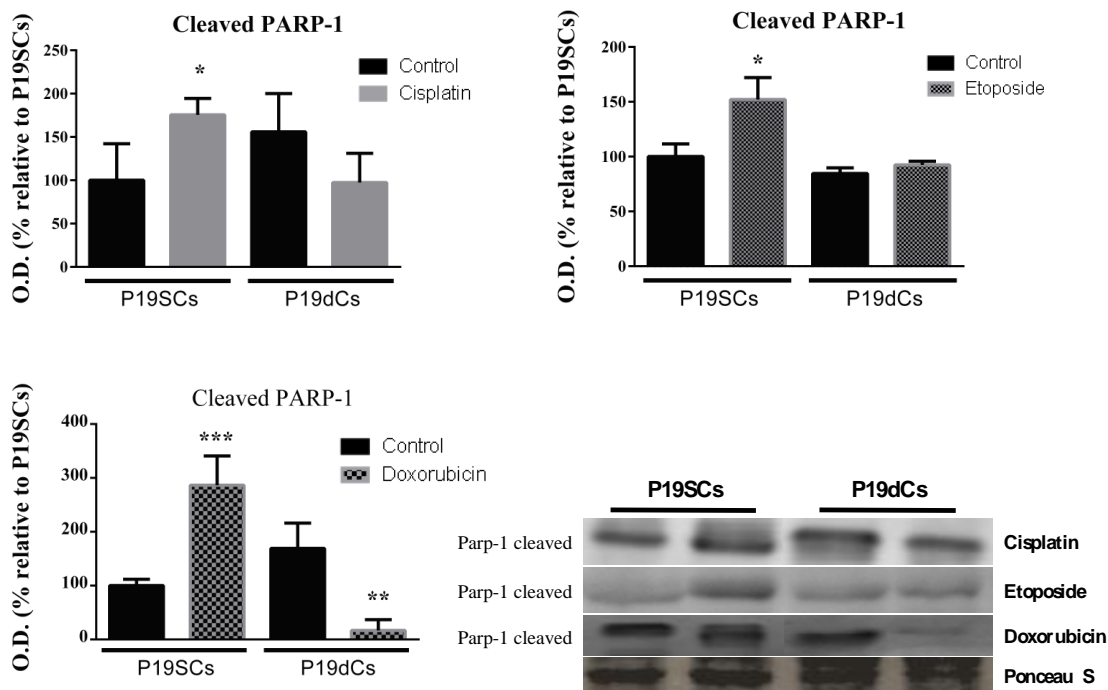 Cleaved PARP-1
O.D. (% relative to P19SCs)
250
200
150
100
50
0
*
Control
Cisplatin
P19SCs
P19dCs
Cleaved PARP-1
O.D. (% relative to P19SCs)
200
150
100
50
0
*
Control
Etoposide
P19SCs
P19dCs
Cleaved PARP-1
O.D. (% relative to P19SCs)
400
300
200
100
0
***
**
Control
Doxorubicin
P19SCs
P19dCs
P19SCs P19dCs
Parp-1 cleaved Cisplatin
Parp-1 cleaved Etoposide
Parp-1 cleaved Doxorubicin
Ponceau S